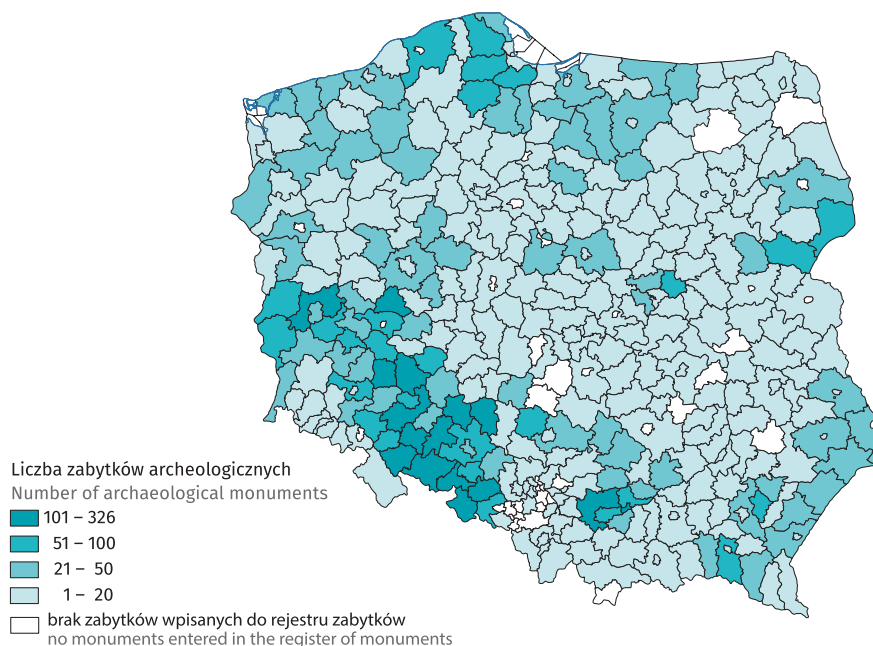 Liczba zabytków archeologicznych
Number of archaeological monuments
101 – 326
51 – 100
21 – 50
1 – 20
brak zabytków wpisanych do rejestru zabytków
no monuments entered in the register of monuments